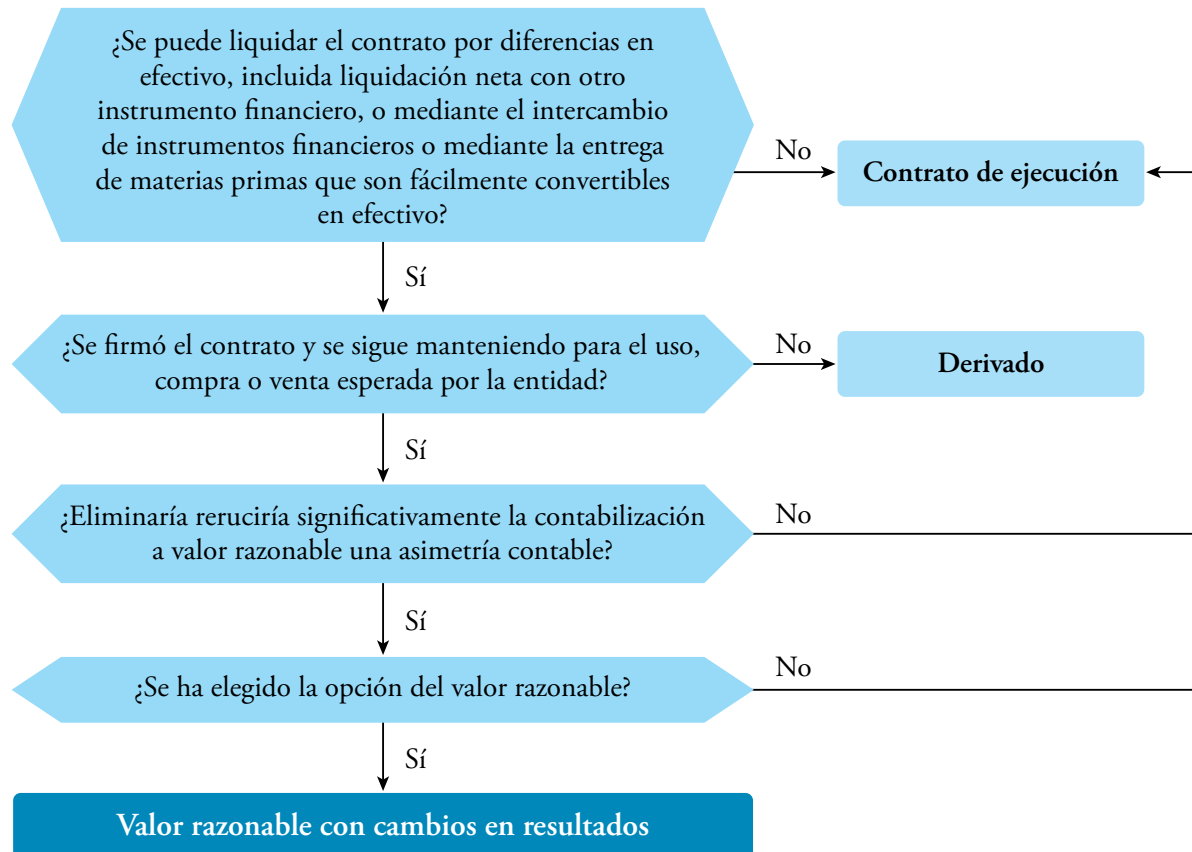 ¿Se puede liquidar el contrato por diferencias en
efectivo, incluida liquidación neta con otro
instrumento financiero, o mediante el intercambio
de instrumentos financieros o mediante la entrega
de materias primas que son fácilmente convertibles
en efectivo?
No
Contrato de ejecución
Sí
¿Se firmó el contrato y se sigue manteniendo para el uso,
compra o venta esperada por la entidad?
No
Derivado
Sí
¿Eliminaría reruciría significativamente la contabilización
a valor razonable una asimetría contable?
No
Sí
¿Se ha elegido la opción del valor razonable?
No
Sí
Valor razonable con cambios en resultados